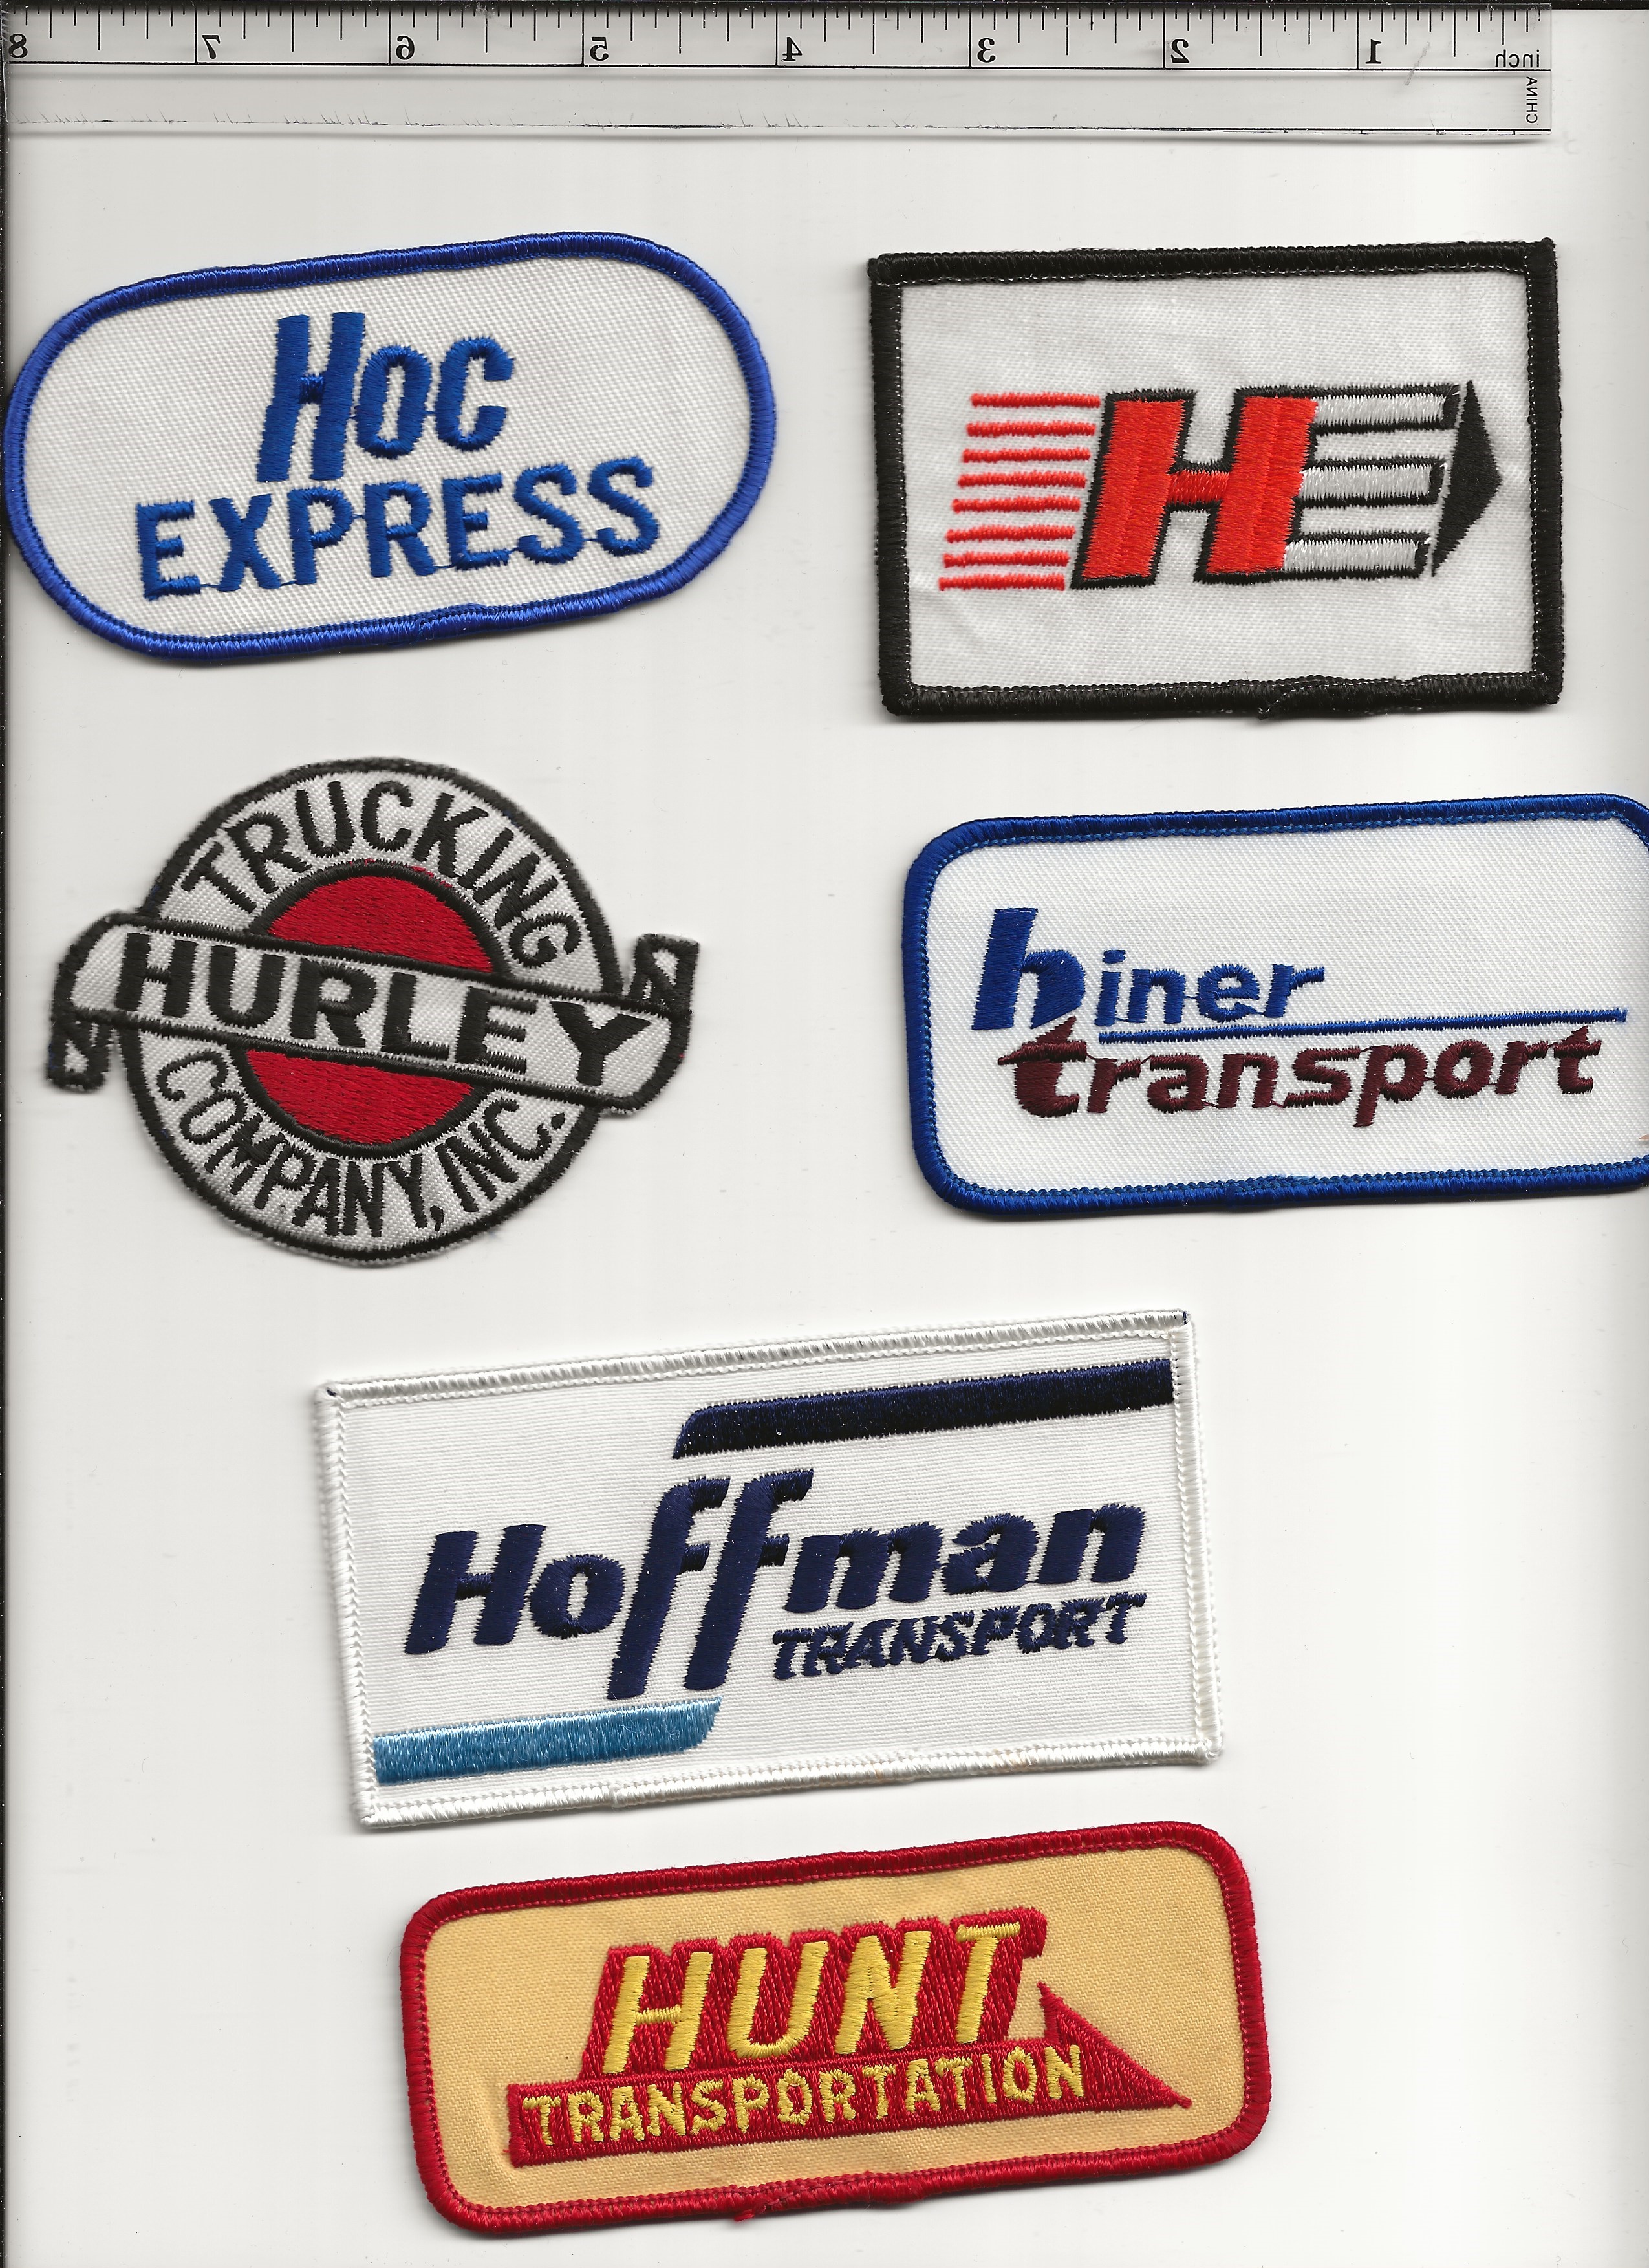 8 7 6 5 4 3 2 1 inch
CHINA
Hoc
EXPRESS
HE
TRUCKING
HURLEY
COMPANY, INC.
hiner
transport
Hoffman
TRANSPORT
HUNT
TRANSPORTATION